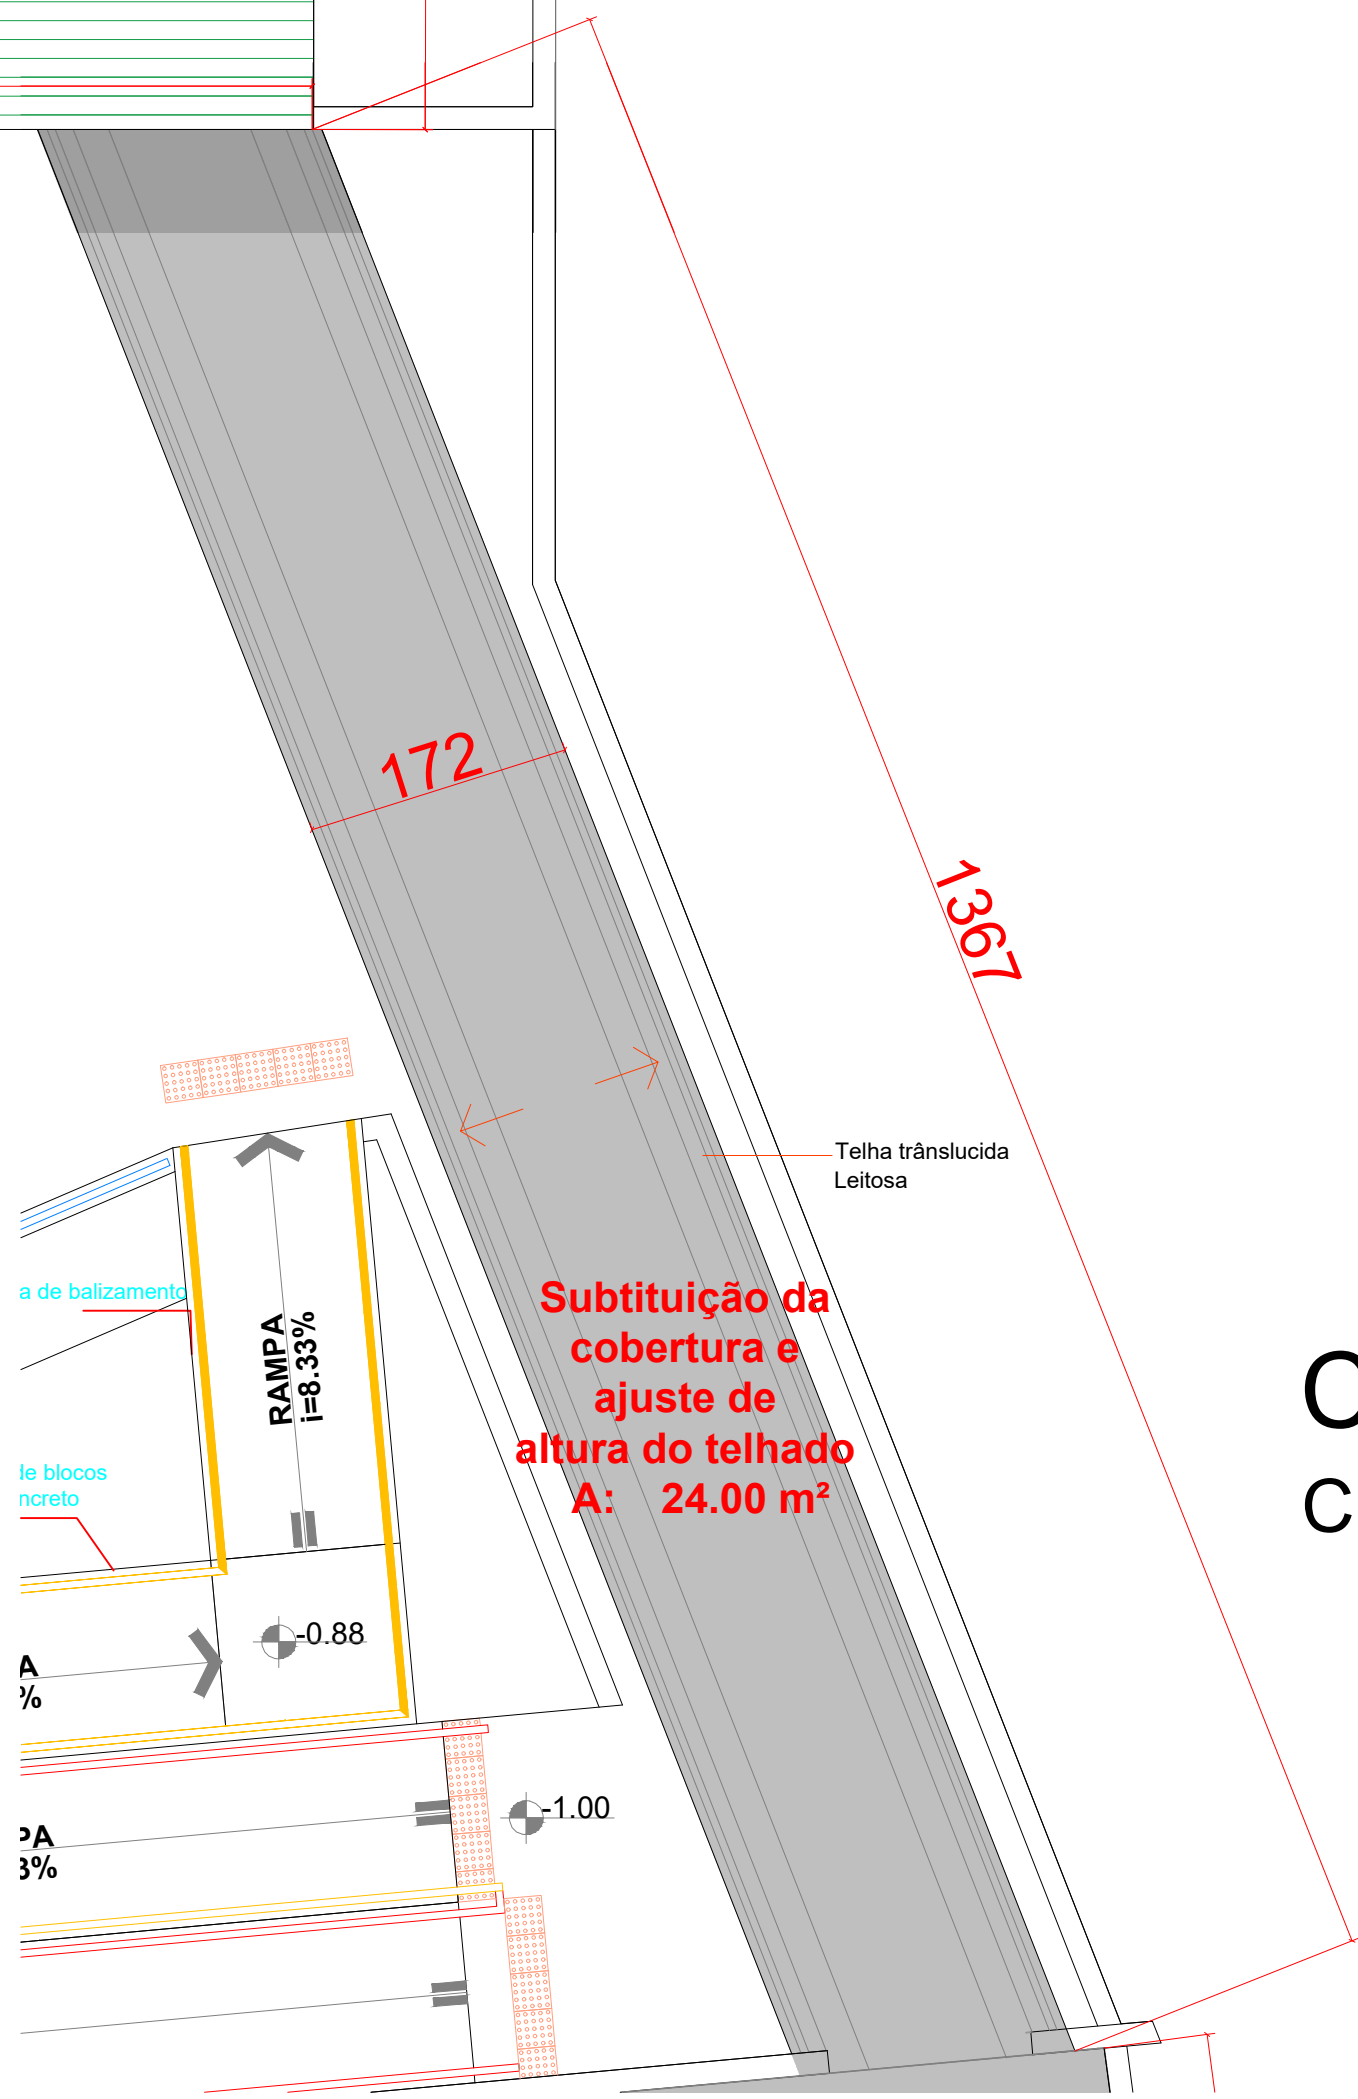 172
1367
Telha trânslucida
Leitosa
a de balizamento
RAMPA
i=8.33%
Subtituição da
cobertura e
ajuste de
altura do telhado
A: 24.00 m²
de blocos
ncreto
-0.88
A
%
-1.00
PA
3%
C